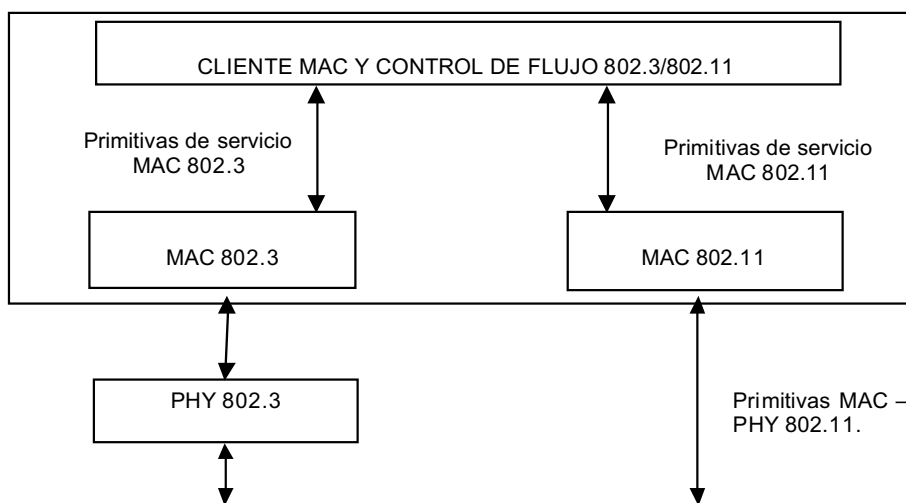 CLIENTE MAC Y CONTROL DE FLUJO 802.3/802.11
Primitivas de servicio
MAC 802.3
Primitivas de servicio
MAC 802.11
MAC 802.3
MAC 802.11
PHY 802.3
Primitivas MAC –
PHY 802.11.